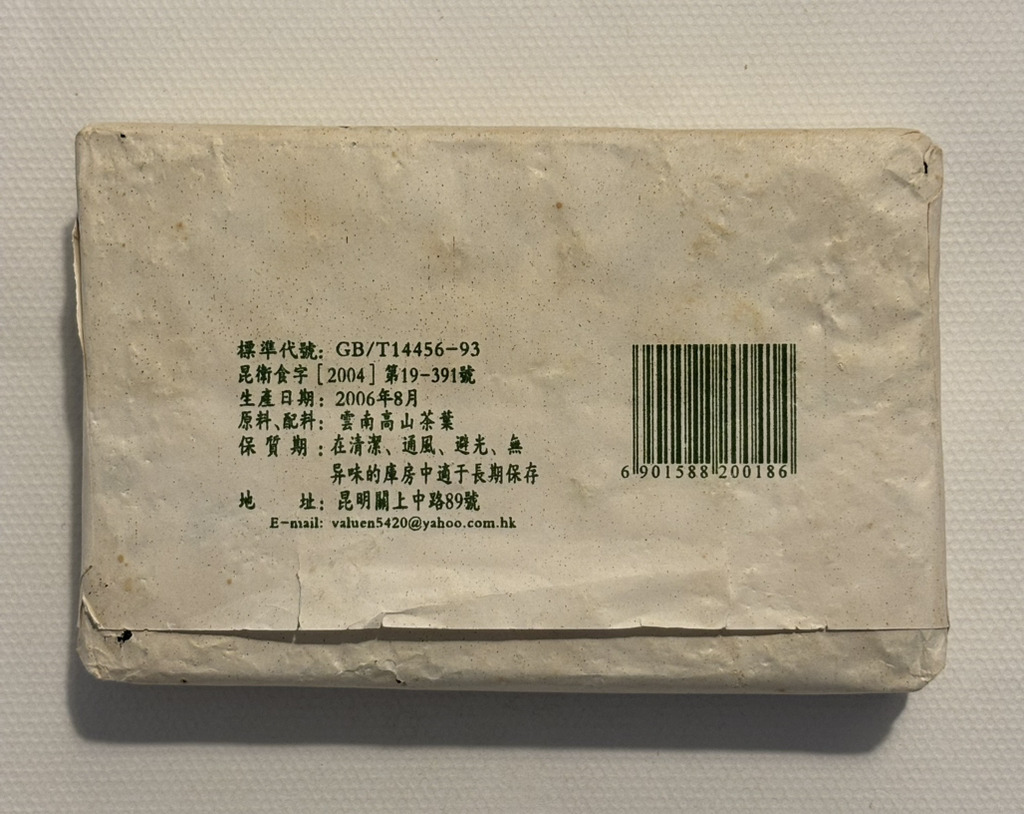 標準代號：GB/T14456-93
昆衛食字［2004］第19-391號
生產日期：2006年8月
原料、配料：雲南高山茶葉
保質期：在清潔、通風、避光、無
异味的庫房中適于長期保存
地址：昆明關上中路89號
E-mail: valuen5420@yahoo.com.hk
6 901588 200186